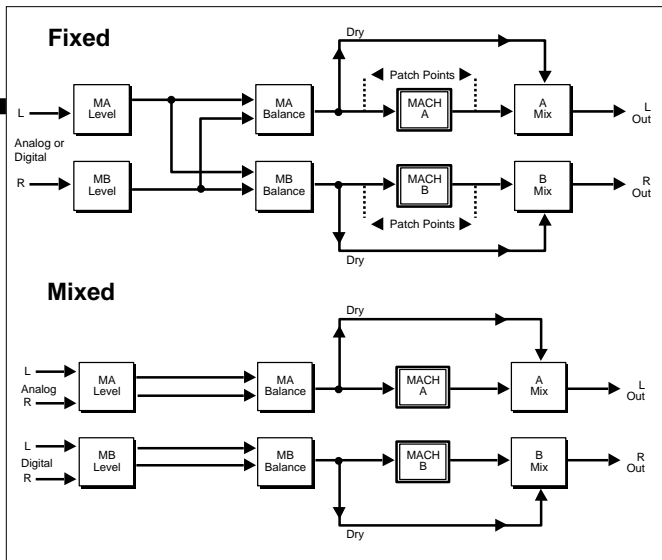 Fixed
Dry
Patch Points
L
MA
Level
MA
Balance
MACH
A
A
Mix
L
Out
Analog or
Digital
R
MB
Level
MB
Balance
MACH
B
B
Mix
R
Out
Patch Points
Dry
Mixed
Dry
L
Analog
R
MA
Level
MA
Balance
MACH
A
A
Mix
L
Out
L
Digital
R
MB
Level
MB
Balance
MACH
B
B
Mix
R
Out
Dry